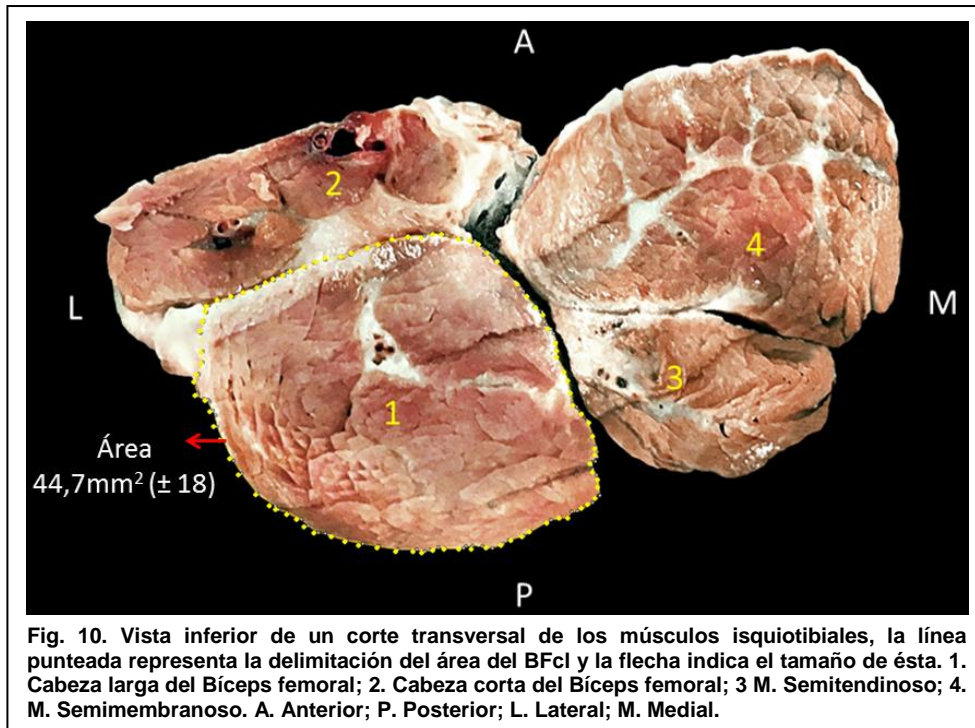 A
2
4
L
M
3
1
Área
44,7mm² (± 18)
P
Fig. 10. Vista inferior de un corte transversal de los músculos isquiotibiales, la línea
punteada representa la delimitación del área del BFcl y la flecha indica el tamaño de ésta. 1.
Cabeza larga del Bíceps femoral; 2. Cabeza corta del Bíceps femoral; 3 M. Semitendinoso; 4.
M. Semimembranoso. A. Anterior; P. Posterior; L. Lateral; M. Medial.